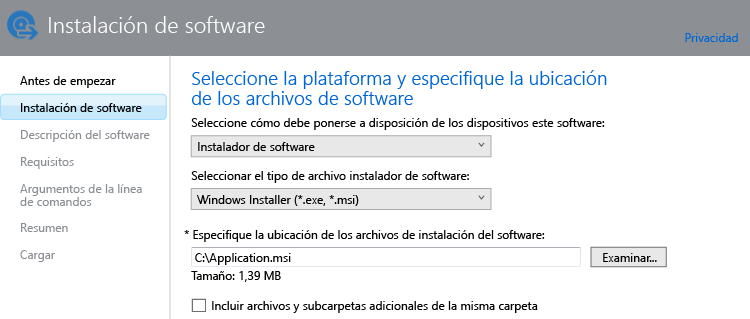 Instalación de software
Privacidad
Antes de empezar
Instalación de software
Descripción del software
Requisitos
Argumentos de la línea
de comandos
Resumen
Cargar
Seleccione la plataforma y especifique la ubicación
de los archivos de software
Seleccione cómo debe ponerse a disposición de los dispositivos este software:
Instalador de software
Seleccionar el tipo de archivo instalador de software:
Windows Installer (*.exe, *.msi)
* Especifique la ubicación de los archivos de instalación del software:
C:\Application.msi
Examinar...
Tamaño: 1,39 MB
Incluir archivos y subcarpetas adicionales de la misma carpeta